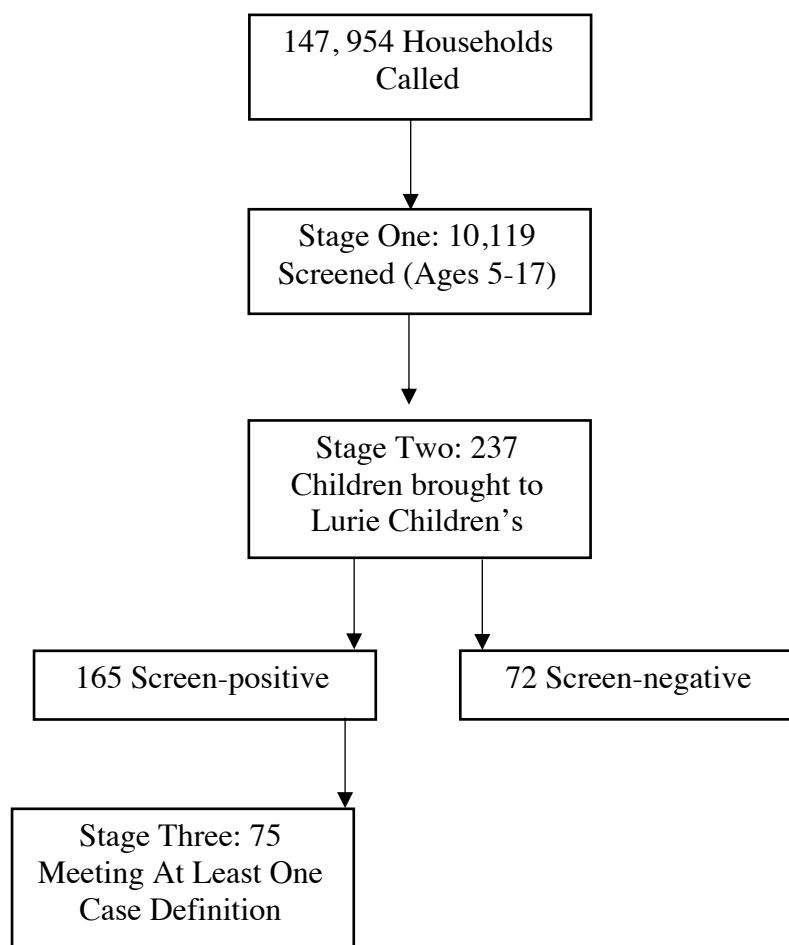 147, 954 Households
Called
Stage One: 10,119
Screened (Ages 5-17)
Stage Two: 237
Children brought to
Lurie Children’s
165 Screen-positive
72 Screen-negative
Stage Three: 75
Meeting At Least One
Case Definition